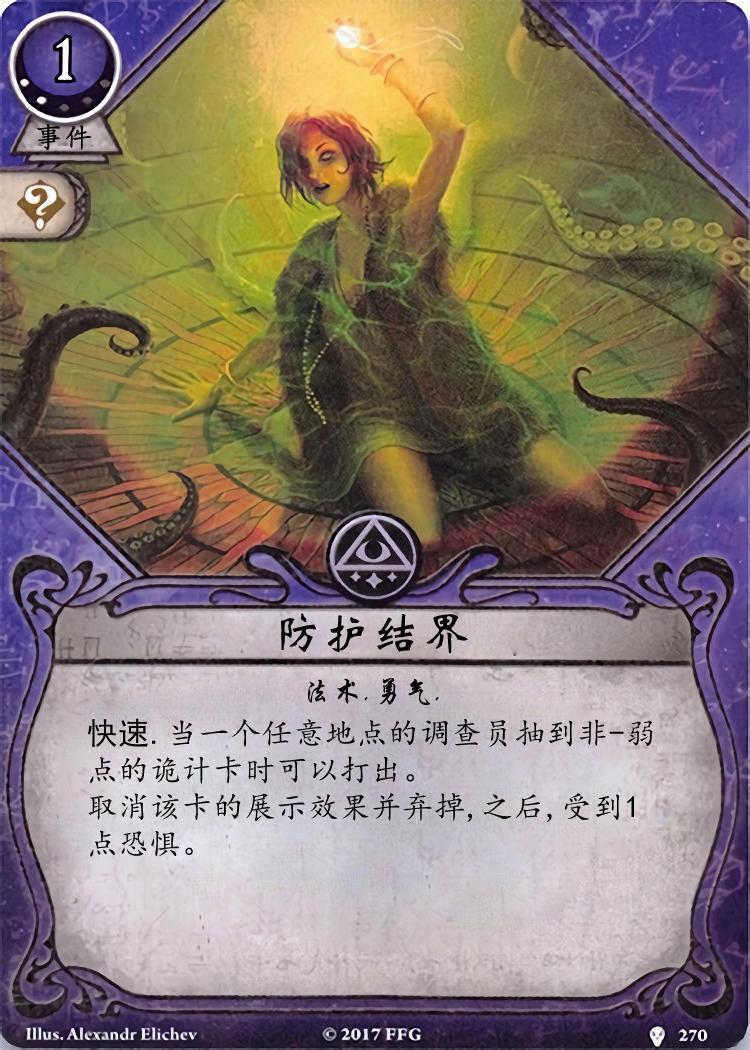 1
事件
?
防护结界
法术.勇气.
快速.当一个任意地点的调查员抽到非-弱
点的诡计卡时可以打出。
取消该卡的展示效果并弃掉,之后,受到1
点恐惧。
Illus. Alexandr Elichev © 2017 FFG 270